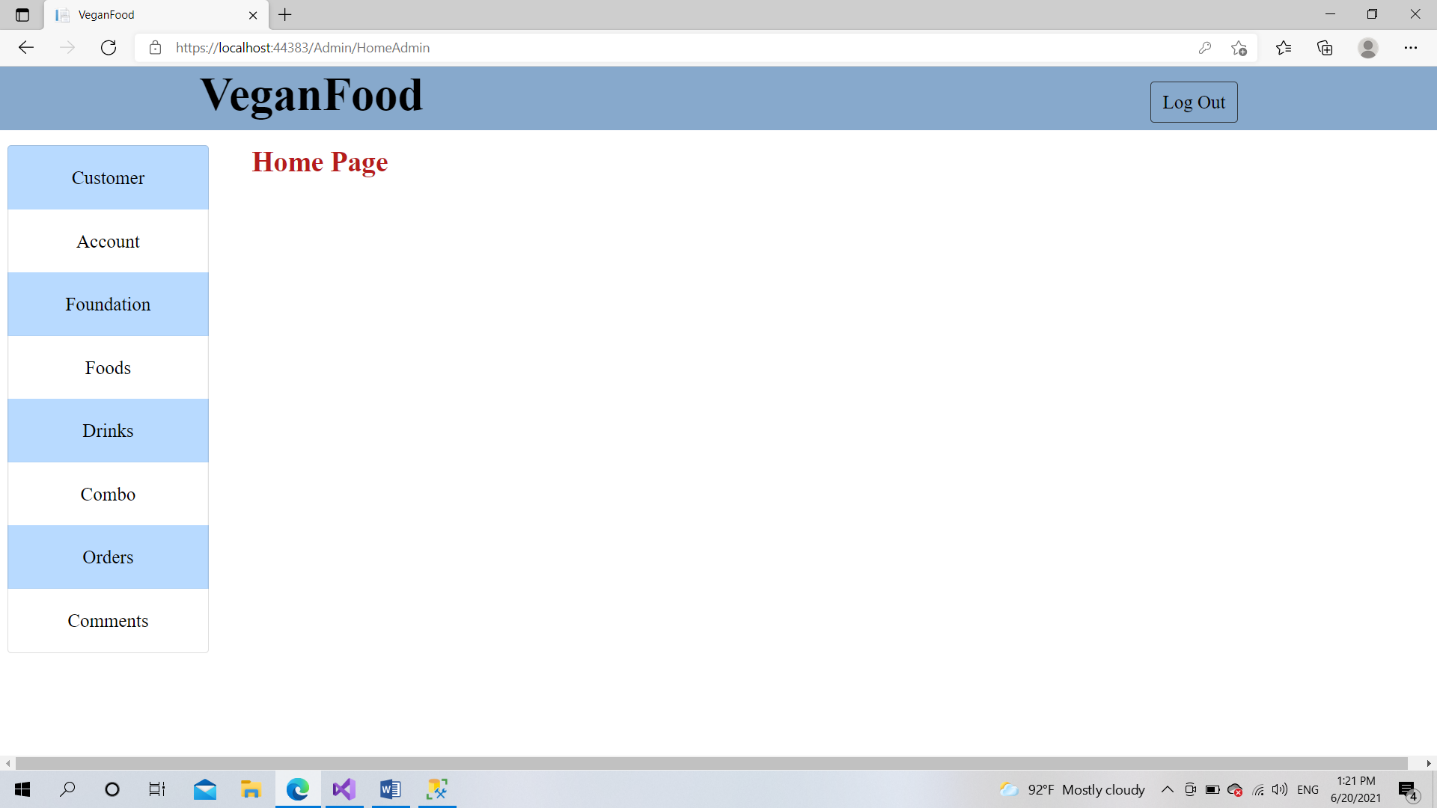 VeganFood
https://localhost:44383/Admin/HomeAdmin
VeganFood
Log Out
Home Page
Customer
Account
Foundation
Foods
Drinks
Combo
Orders
Comments
92°F Mostly cloudy
ENG
1:21 PM
6/20/2021
4